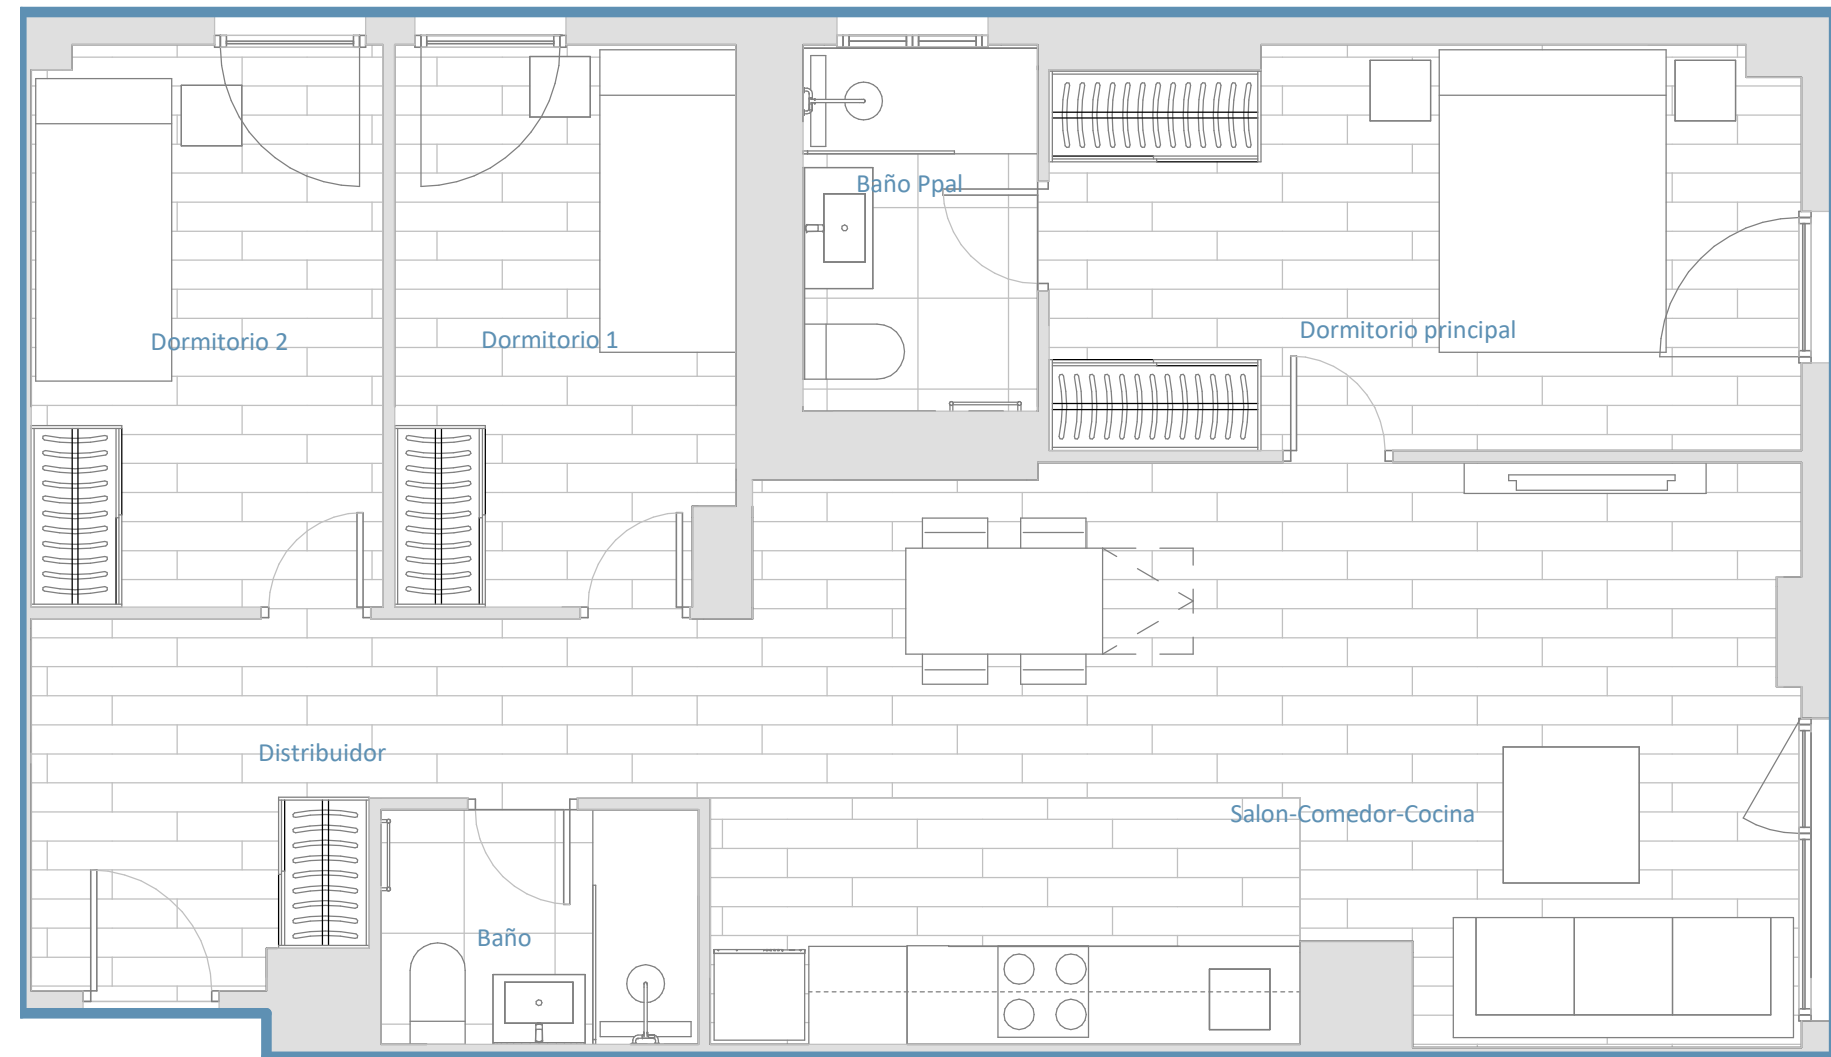 Baño Ppal
Dormitorio 2
Dormitorio 1
Dormitorio principal
Distribuidor
Salon-Comedor-Cocina
Baño